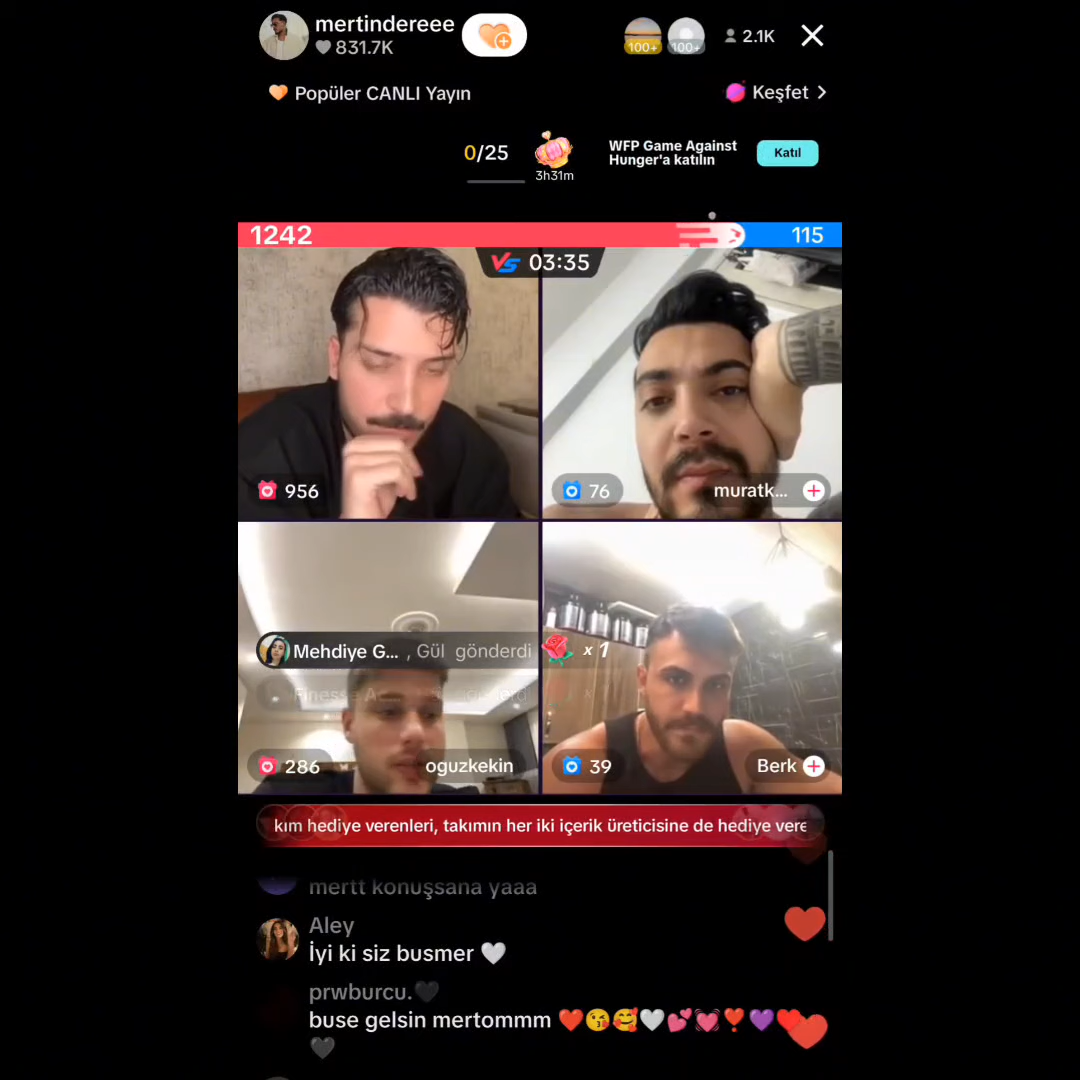 mertindereee
831.7K
100+
100+
2.1K
Popüler CANLI Yayın
Keşfet
0/25
3h31m
WFP Game Against
Hunger'a katılın
Katıl
1242
115
VS 03:35
956
76
muratk...
Mehdiye G... , Gül gönderdi
x 1
Finesse A
286
oguzkekin
39
Berk
kım hediye verenleri, takımın her iki içerik üreticisine de hediye vere
mertt konuşsana yaaa
Aley
İyi ki siz busmer 🤍
prwburcu.🖤
buse gelsin mertommm ❤️😘🥰🤍💕💓❣️💜❤️
🖤